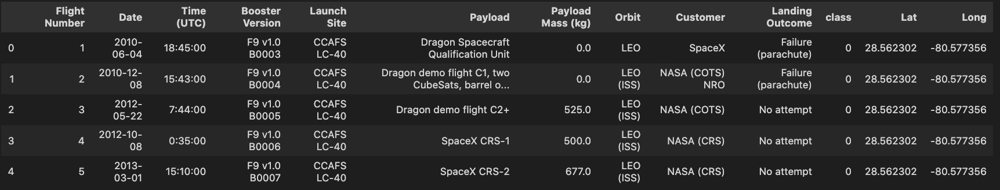 Flight Number Date Time (UTC) Booster Version Launch Site Payload Payload Mass (kg) Orbit Customer Landing Outcome class Lat Long
0 1 2010-06-04 18:45:00 F9 v1.0 B0003 CCAFS LC-40 Dragon Spacecraft Qualification Unit 0.0 LEO SpaceX Failure (parachute) 0 28.562302 -80.577356
1 2 2010-12-08 15:43:00 F9 v1.0 B0004 CCAFS LC-40 Dragon demo flight C1, two CubeSats, barrel o... 0.0 LEO (ISS) NASA (COTS) NRO Failure (parachute) 0 28.562302 -80.577356
2 3 2012-05-22 7:44:00 F9 v1.0 B0005 CCAFS LC-40 Dragon demo flight C2+ 525.0 LEO (ISS) NASA (COTS) No attempt 0 28.562302 -80.577356
3 4 2012-10-08 0:35:00 F9 v1.0 B0006 CCAFS LC-40 SpaceX CRS-1 500.0 LEO (ISS) NASA (CRS) No attempt 0 28.562302 -80.577356
4 5 2013-03-01 15:10:00 F9 v1.0 B0007 CCAFS LC-40 SpaceX CRS-2 677.0 LEO (ISS) NASA (CRS) No attempt 0 28.562302 -80.577356